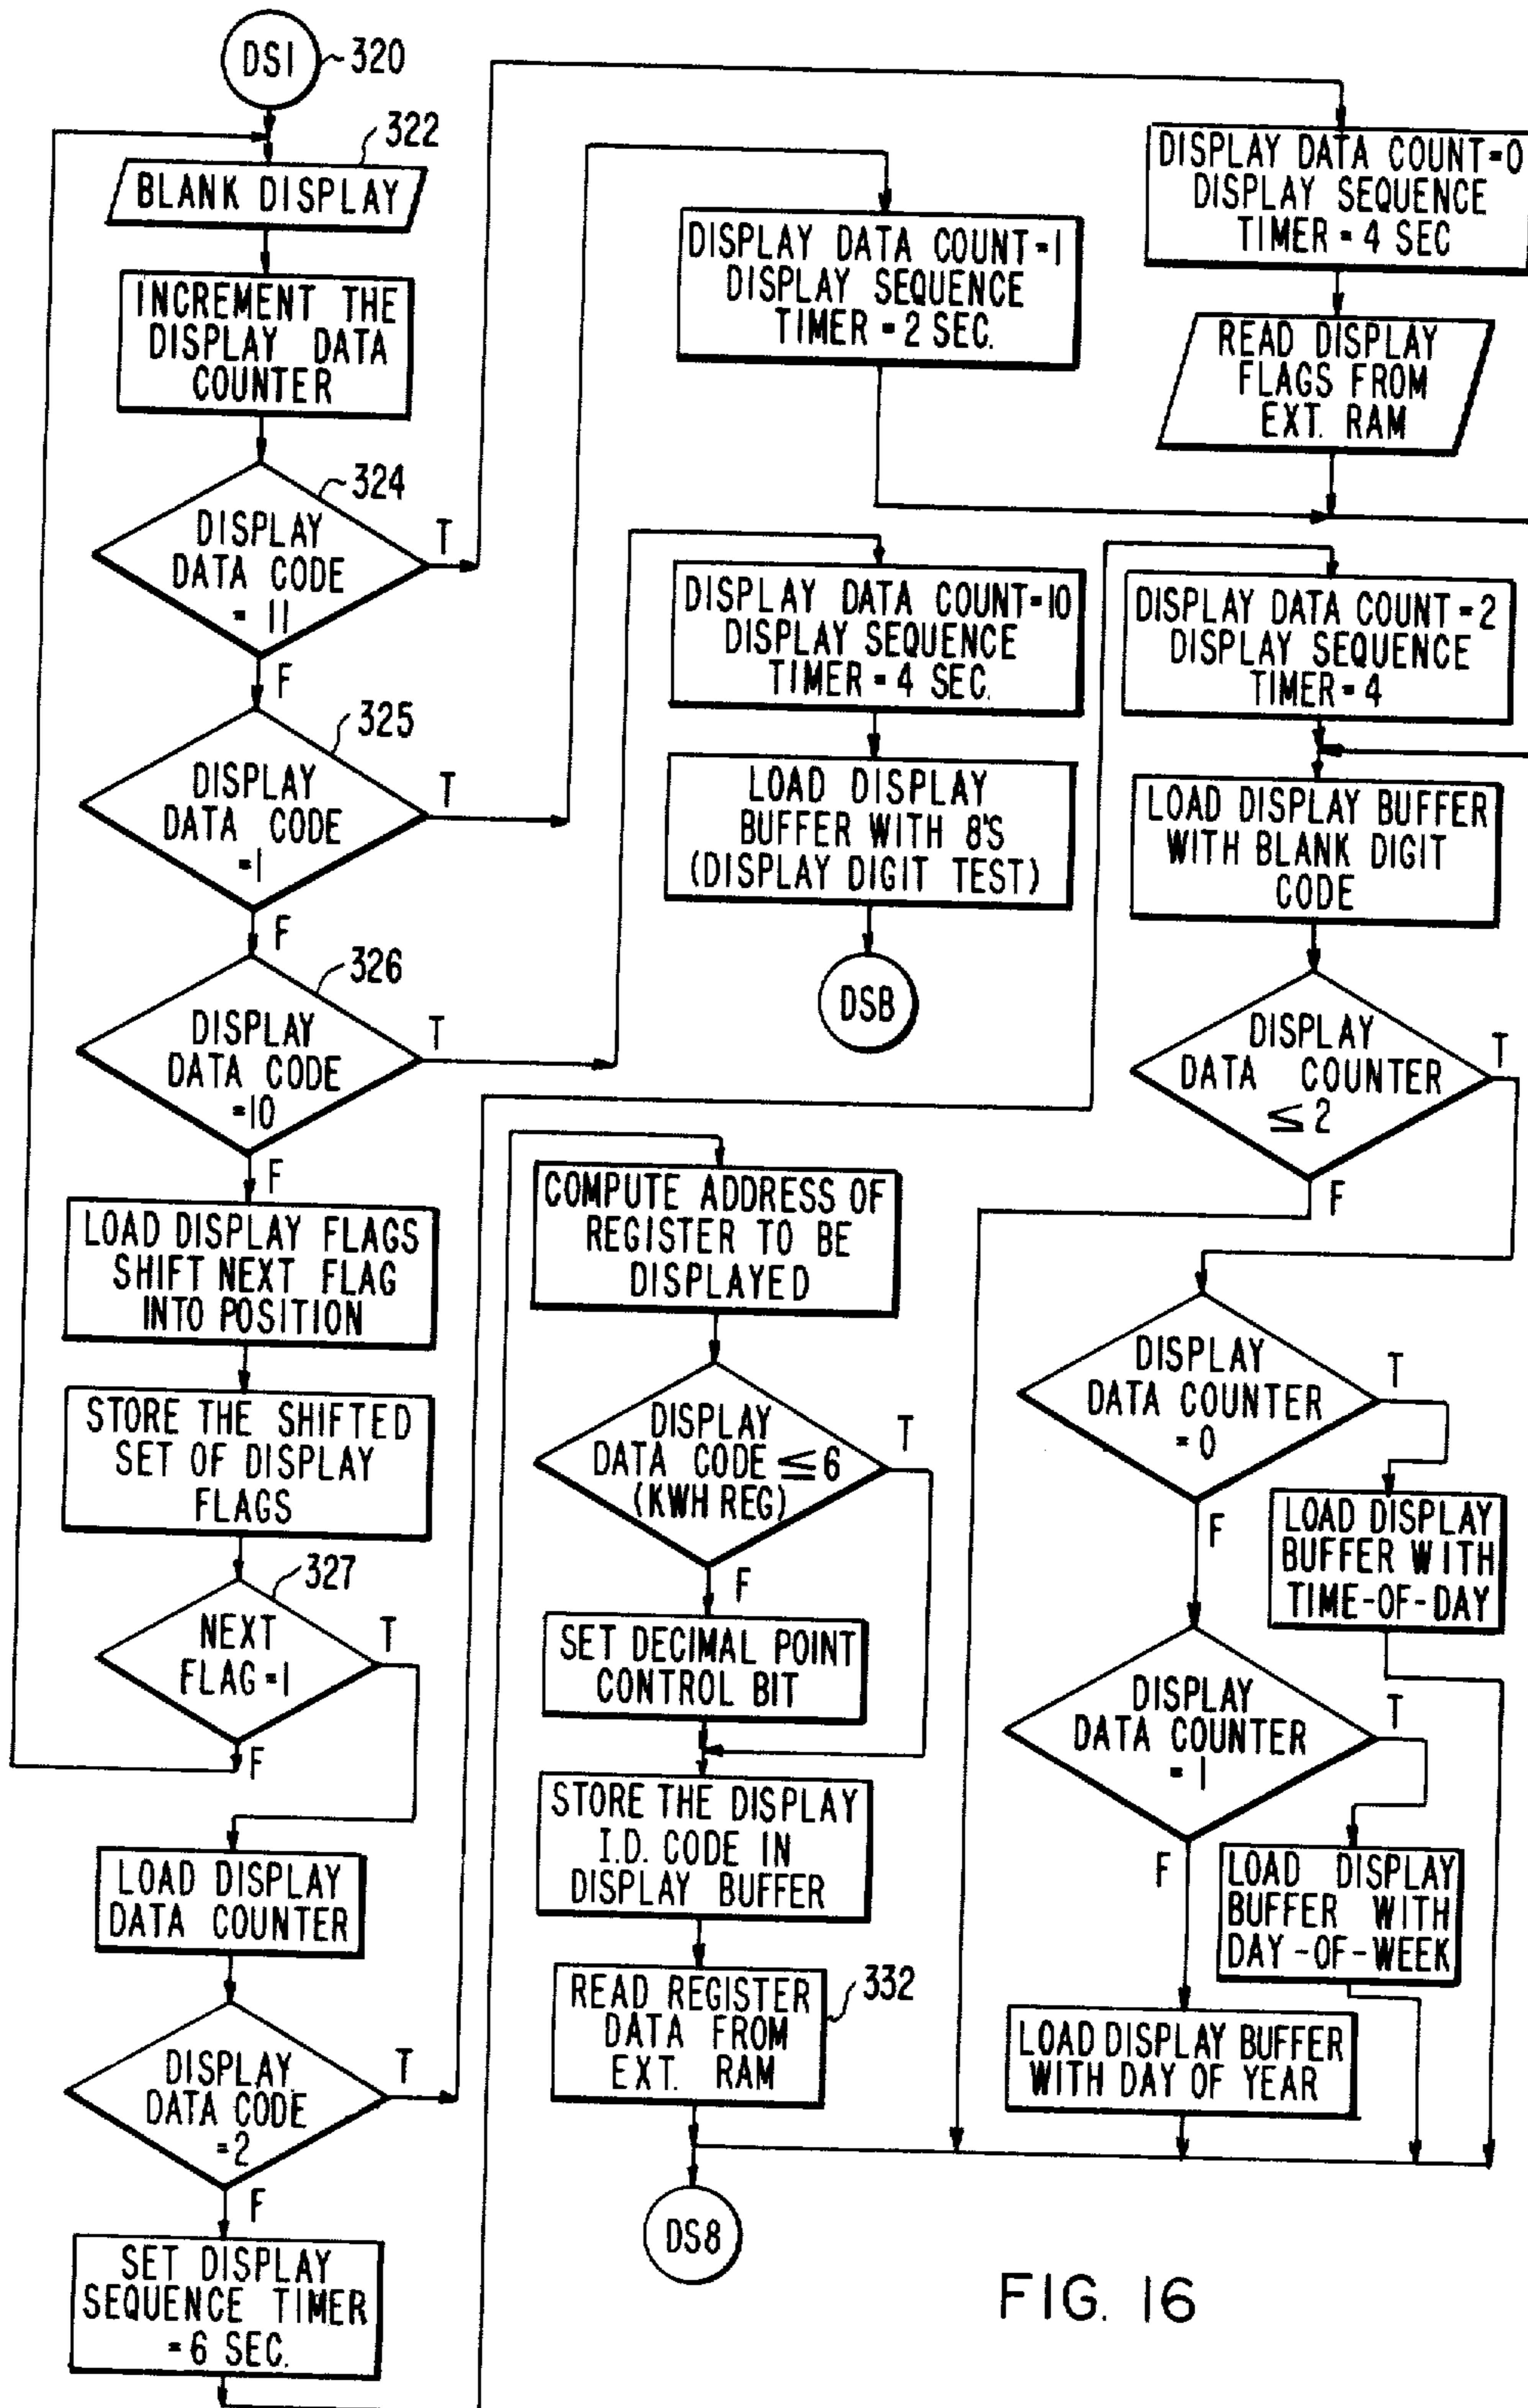 DS1
320
322
BLANK DISPLAY
INCREMENT THE
DISPLAY DATA
COUNTER
324
DISPLAY
DATA CODE
= 11
T
F
325
DISPLAY
DATA CODE
=1
T
F
326
DISPLAY
DATA CODE
=10
T
F
LOAD DISPLAY FLAGS
SHIFT NEXT FLAG
INTO POSITION
STORE THE SHIFTED
SET OF DISPLAY
FLAGS
327
NEXT
FLAG=1
T
F
LOAD DISPLAY
DATA COUNTER
DISPLAY
DATA CODE
=2
T
F
SET DISPLAY
SEQUENCE TIMER
=6 SEC.
DISPLAY DATA COUNT=1
DISPLAY SEQUENCE
TIMER = 2 SEC.
DISPLAY DATA COUNT=10
DISPLAY SEQUENCE
TIMER = 4 SEC.
LOAD DISPLAY
BUFFER WITH 8'S
(DISPLAY DIGIT TEST)
DSB
COMPUTE ADDRESS OF
REGISTER TO BE
DISPLAYED
DISPLAY
DATA CODE ≤6
(KWH REG)
T
F
SET DECIMAL POINT
CONTROL BIT
STORE THE DISPLAY
I.D. CODE IN
DISPLAY BUFFER
READ REGISTER
DATA FROM
EXT. RAM
332
DS8
DISPLAY DATA COUNT=0
DISPLAY SEQUENCE
TIMER = 4 SEC
READ DISPLAY
FLAGS FROM
EXT. RAM
DISPLAY DATA COUNT=2
DISPLAY SEQUENCE
TIMER=4
LOAD DISPLAY BUFFER
WITH BLANK DIGIT
CODE
DISPLAY
DATA COUNTER
≤ 2
T
F
DISPLAY
DATA COUNTER
=0
T
F
LOAD DISPLAY
BUFFER WITH
TIME-OF-DAY
DISPLAY
DATA COUNTER
= 1
T
F
LOAD DISPLAY
BUFFER WITH
DAY-OF-WEEK
LOAD DISPLAY BUFFER
WITH DAY OF YEAR
FIG. 16